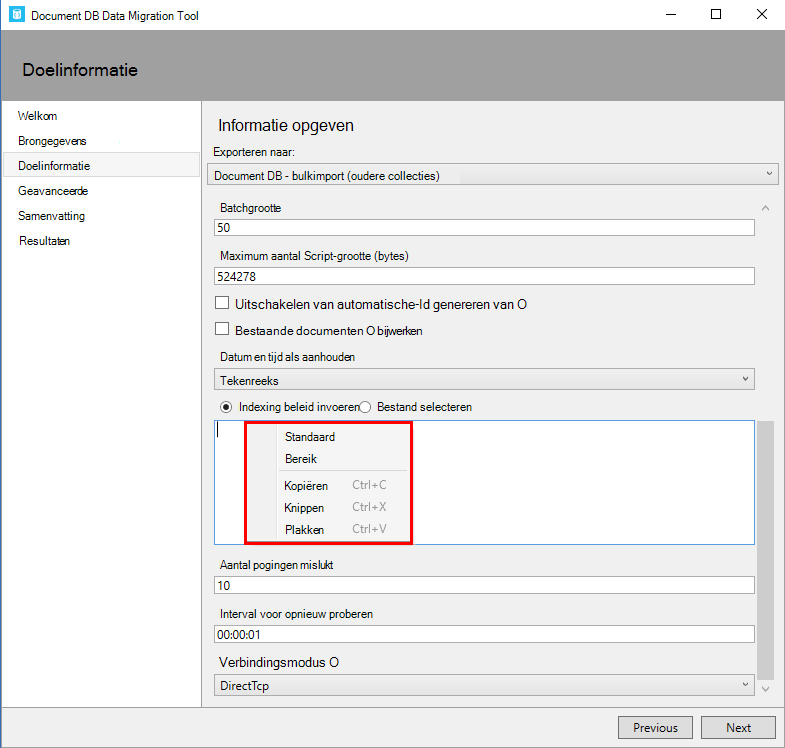 Document DB Data Migration Tool
Doelinformatie
Welkom
Brongegevens
Doelinformatie
Geavanceerde
Samenvatting
Resultaten
Informatie opgeven
Exporteren naar:
Document DB - bulkimport (oudere collecties)
Batchgrootte
50
Maximum aantal Script-grootte (bytes)
524278
Uitschakelen van automatische-Id genereren van O
Bestaande documenten O bijwerken
Datum en tijd als aanhouden
Tekenreeks
Indexing beleid invoeren Bestand selecteren
Standaard
Bereik
Kopiëren Ctrl+C
Knippen Ctrl+X
Plakken Ctrl+V
Aantal pogingen mislukt
10
Interval voor opnieuw proberen
00:00:01
Verbindingsmodus O
DirectTcp
Previous Next